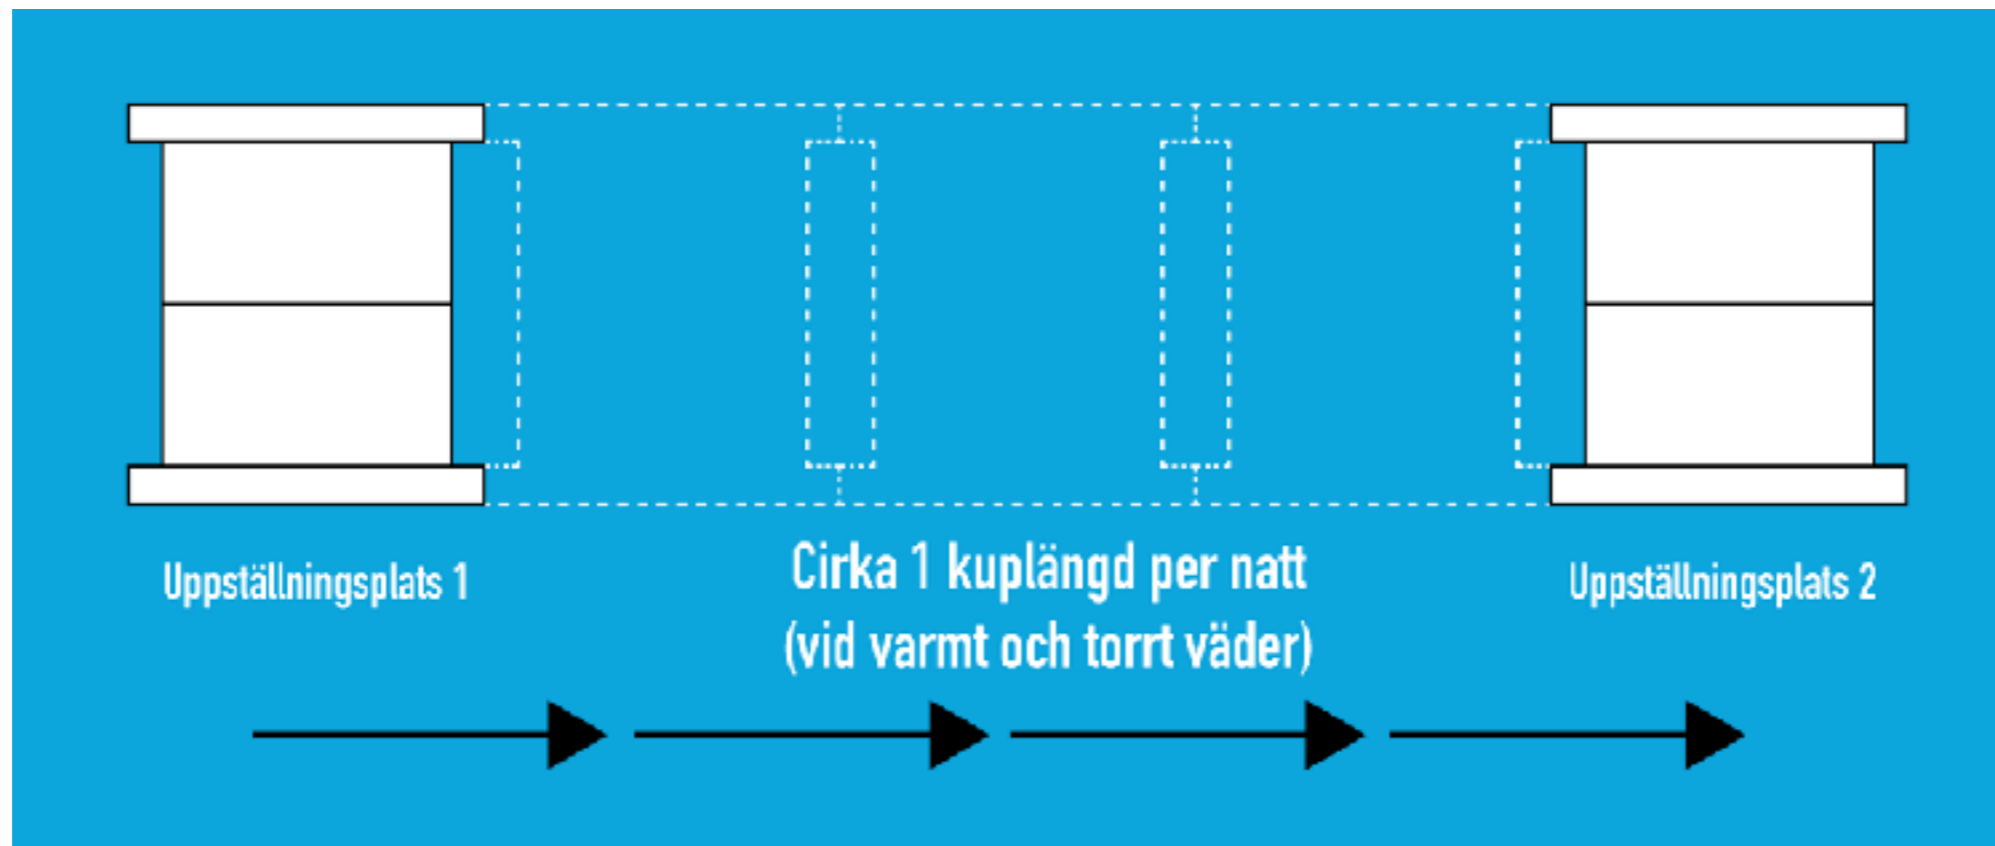 Uppställningsplats 1
Cirka 1 kuplängd per natt
(vid varmt och torrt väder)
Uppställningsplats 2